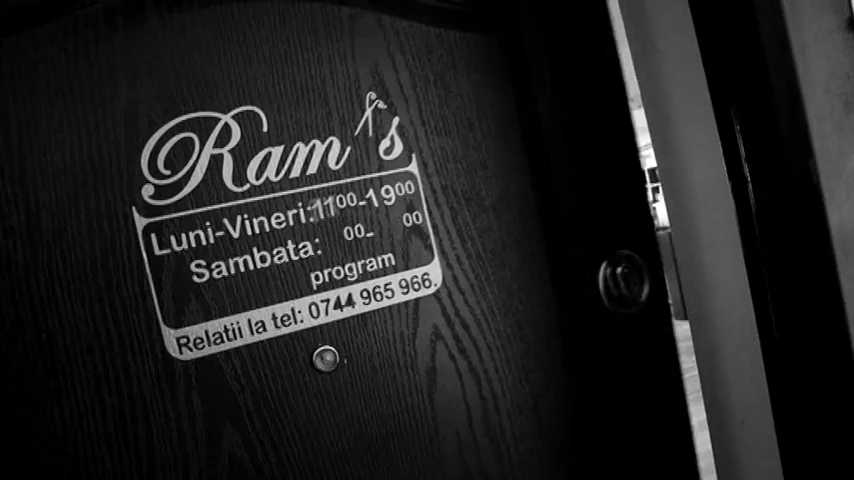 Ram's
Luni-Vineri: 11⁰⁰-19⁰⁰
Sambata: ⁰⁰- ⁰⁰
program
Relatii la tel: 0744 965 966.